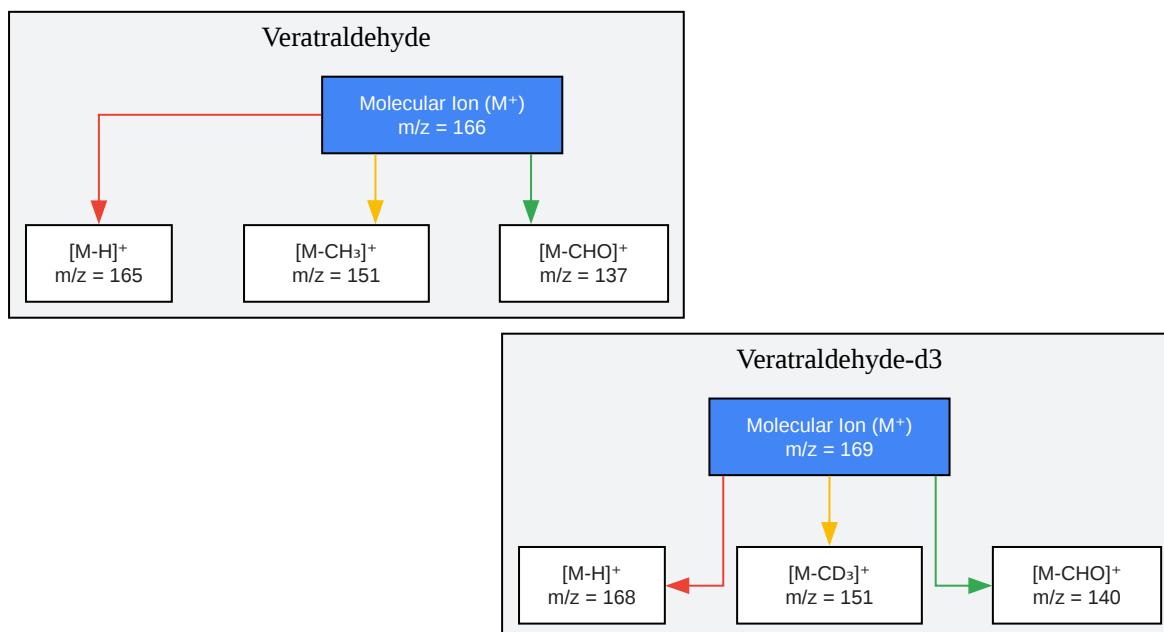 Veratraldehyde
Molecular Ion (M⁺)
m/z = 166
[M-H]⁺
m/z = 165
[M-CH₃]⁺
m/z = 151
[M-CHO]⁺
m/z = 137
Veratraldehyde-d3
Molecular Ion (M⁺)
m/z = 169
[M-H]⁺
m/z = 168
[M-CD₃]⁺
m/z = 151
[M-CHO]⁺
m/z = 140